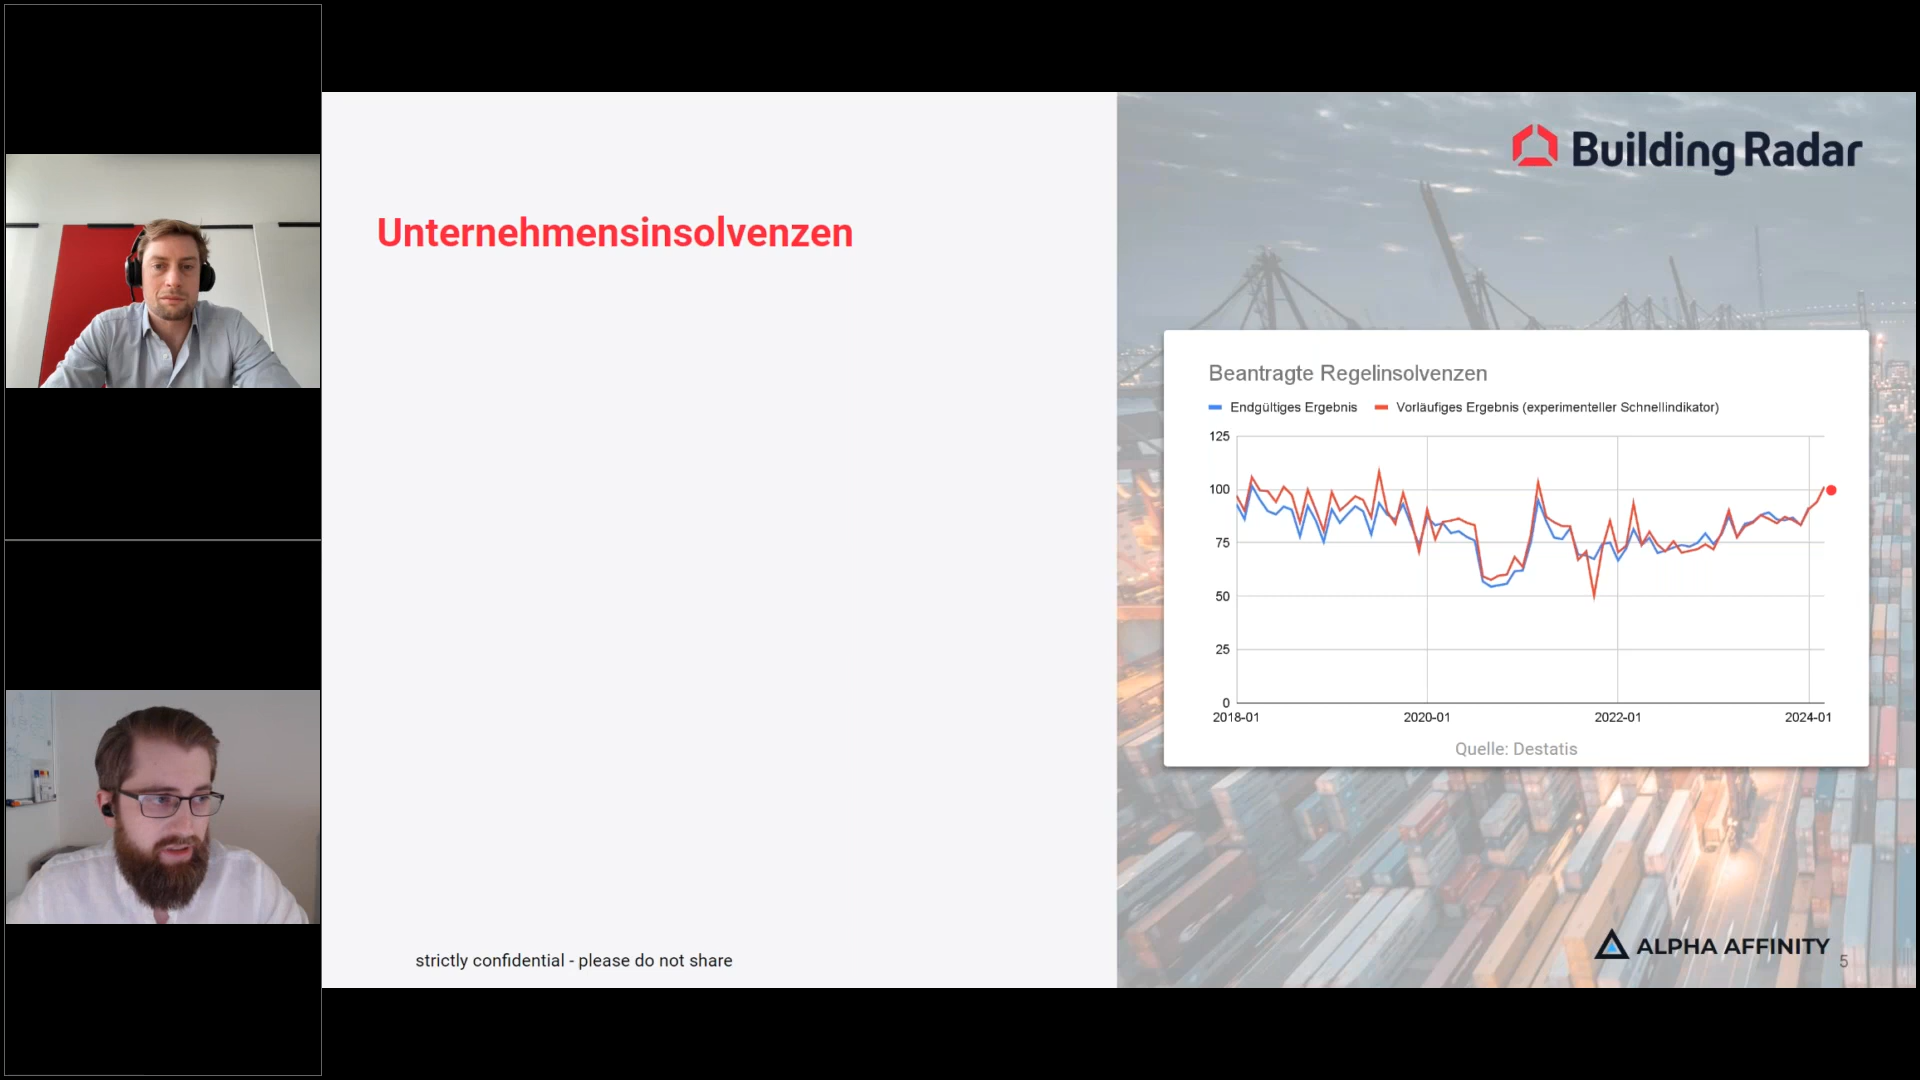 Building Radar
Unternehmensinsolvenzen
Beantragte Regelinsolvenzen
Endgültiges Ergebnis
Vorläufiges Ergebnis (experimenteller Schnellindikator)
125
100
75
50
25
0
2018-01
2020-01
2022-01
2024-01
Quelle: Destatis
ALPHA AFFINITY
strictly confidential - please do not share
5